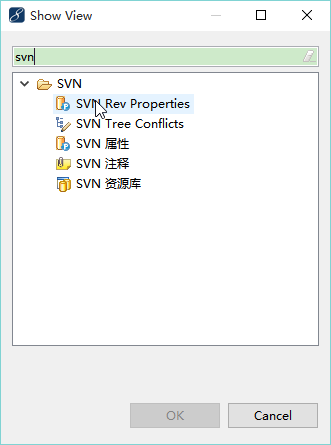 Show View
svn
SVN
SVN Rev Properties
SVN Tree Conflicts
SVN 属性
SVN 注释
SVN 资源库
OK
Cancel